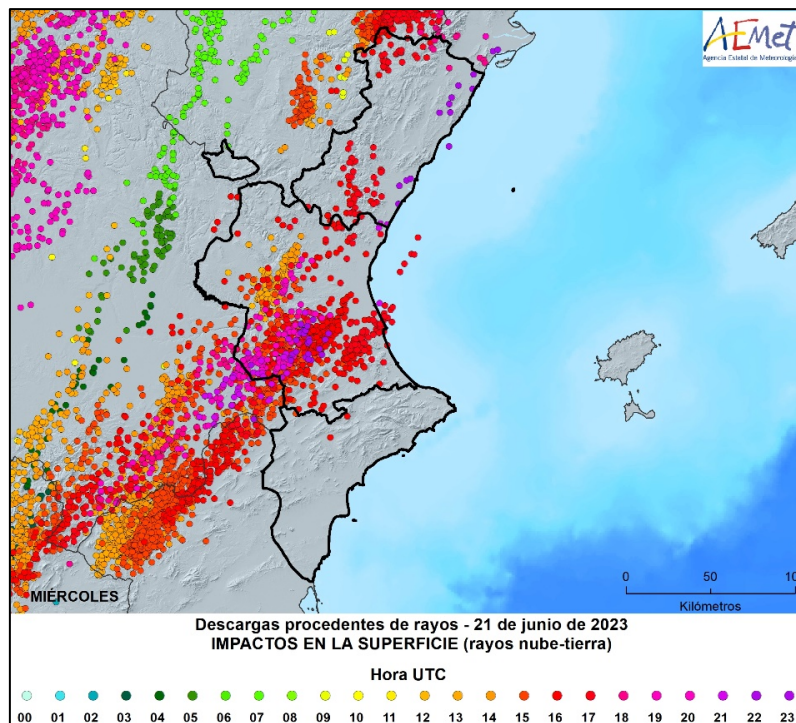 AEMet
Agencia Estatal de Meteorología
0 50 10
Kilómetros
MIÉRCOLES
Descargas procedentes de rayos - 21 de junio de 2023
IMPACTOS EN LA SUPERFICIE (rayos nube-tierra)
Hora UTC
00 01 02 03 04 05 06 07 08 09 10 11 12 13 14 15 16 17 18 19 20 21 22 23